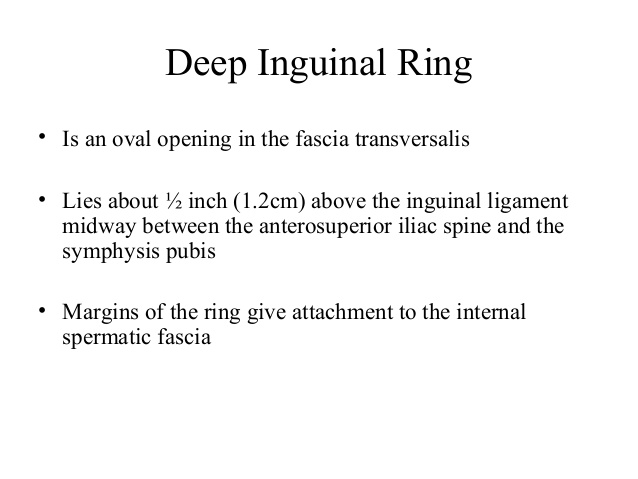 Deep Inguinal Ring
• Is an oval opening in the fascia transversalis
• Lies about ½ inch (1.2cm) above the inguinal ligament
midway between the anterosuperior iliac spine and the
symphysis pubis
• Margins of the ring give attachment to the internal
spermatic fascia